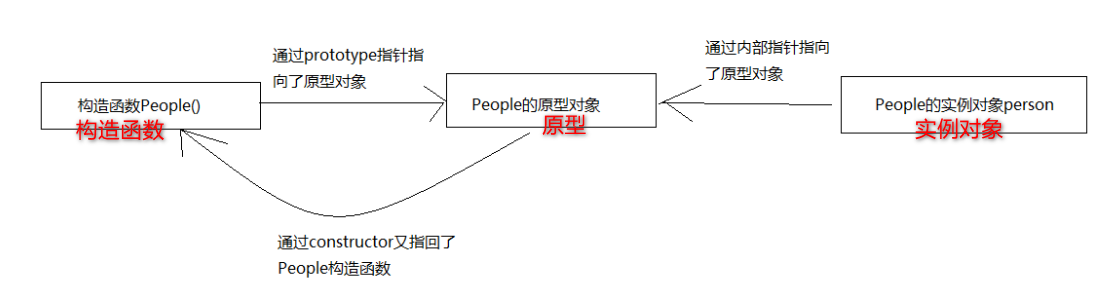 通过prototype指针指
向了原型对象
通过内部指针指向
了原型对象
构造函数People()
构造函数
People的原型对象
原型
People的实例对象person
实例对象
通过constructor又指回了
People构造函数